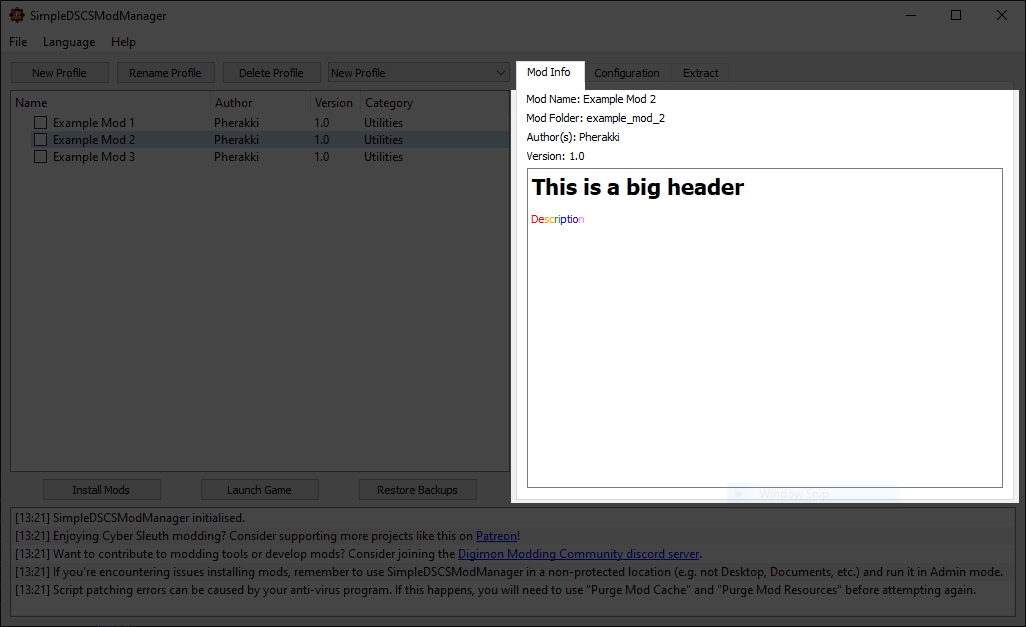 SimpleDSCSModManager
File Language Help
New Profile Rename Profile Delete Profile New Profile
Mod Info Configuration Extract
Name Author Version Category
Example Mod 1 Pherakki 1.0 Utilities
Example Mod 2 Pherakki 1.0 Utilities
Example Mod 3 Pherakki 1.0 Utilities
Mod Name: Example Mod 2
Mod Folder: example_mod_2
Author(s): Pherakki
Version: 1.0
This is a big header
Description
Window Snip
Install Mods Launch Game Restore Backups
[13:21] SimpleDSCSModManager initialised.
[13:21] Enjoying Cyber Sleuth modding? Consider supporting more projects like this on Patreon!
[13:21] Want to contribute to modding tools or develop mods? Consider joining the Digimon Modding Community discord server.
[13:21] If you're encountering issues installing mods, remember to use SimpleDSCSModManager in a non-protected location (e.g. not Desktop, Documents, etc.) and run it in Admin mode.
[13:21] Script patching errors can be caused by your anti-virus program. If this happens, you will need to use "Purge Mod Cache" and "Purge Mod Resources" before attempting again.